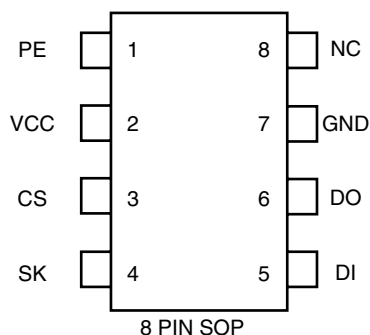 PE 1 8 NC
VCC 2 7 GND
CS 3 6 DO
SK 4 5 DI
8 PIN SOP